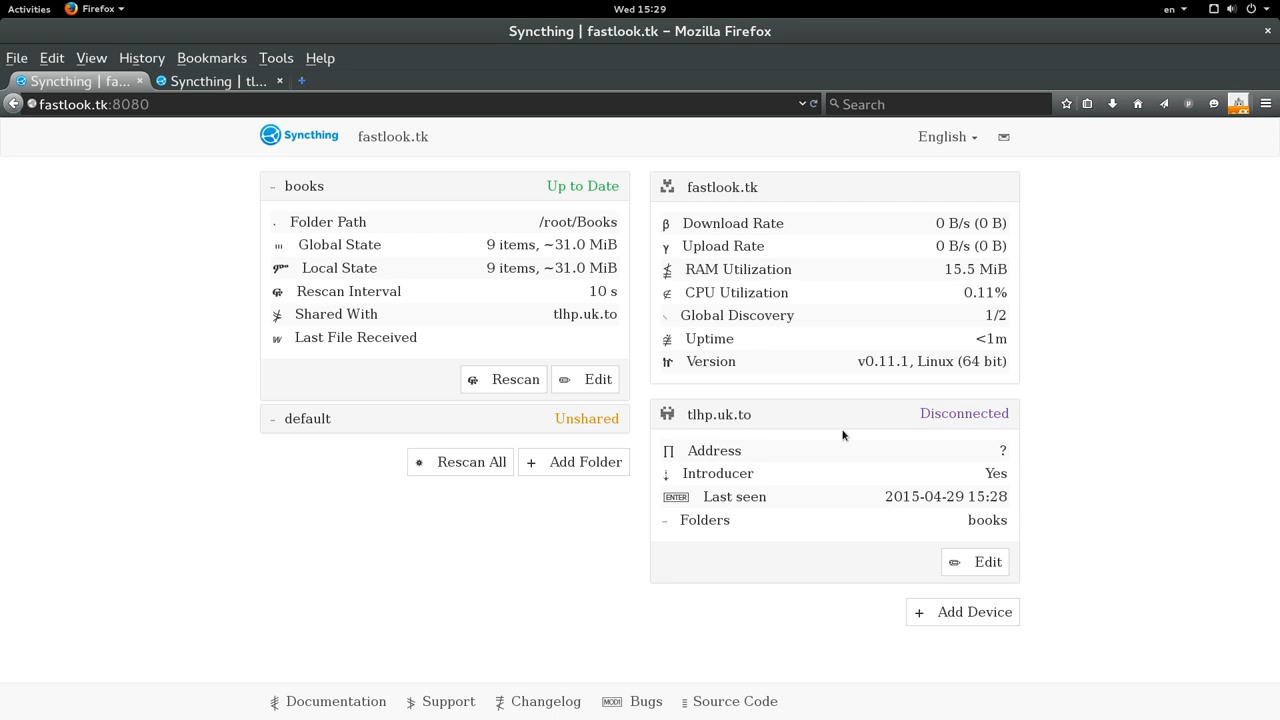 Activities Firefox Wed 15:29 en
Syncthing | fastlook.tk – Mozilla Firefox ×
File Edit View History Bookmarks Tools Help
Syncthing | fa... × Syncthing | tl... × +
fastlook.tk:8080 Search
Syncthing fastlook.tk English
books Up to Date
Folder Path /root/Books
Global State 9 items, ~31.0 MiB
Local State 9 items, ~31.0 MiB
Rescan Interval 10 s
Shared With tlhp.uk.to
Last File Received
Rescan Edit
default Unshared
Rescan All + Add Folder
fastlook.tk
β Download Rate 0 B/s (0 B)
γ Upload Rate 0 B/s (0 B)
RAM Utilization 15.5 MiB
CPU Utilization 0.11%
Global Discovery 1/2
Uptime <1m
Version v0.11.1, Linux (64 bit)
tlhp.uk.to Disconnected
Address ?
↓ Introducer Yes
ENTER Last seen 2015-04-29 15:28
Folders books
Edit
+ Add Device
Documentation Support Changelog Bugs Source Code